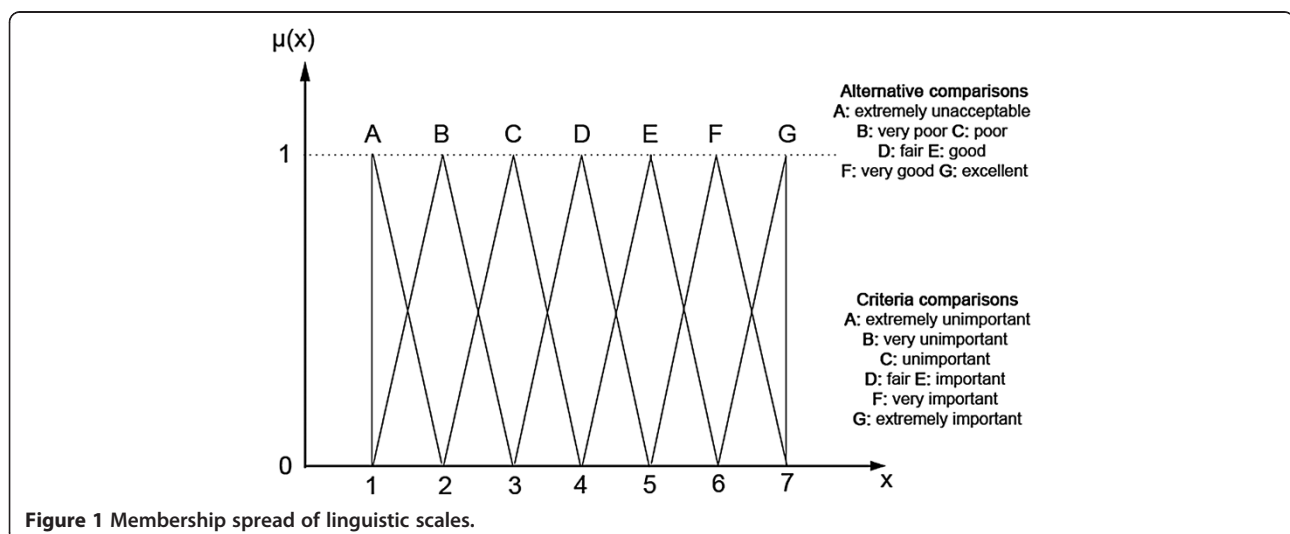 μ(x)
A B C D E F G
1
0
1 2 3 4 5 6 7 x
Alternative comparisons
A: extremely unacceptable
B: very poor C: poor
D: fair E: good
F: very good G: excellent
Criteria comparisons
A: extremely unimportant
B: very unimportant
C: unimportant
D: fair E: important
F: very important
G: extremely important
Figure 1 Membership spread of linguistic scales.